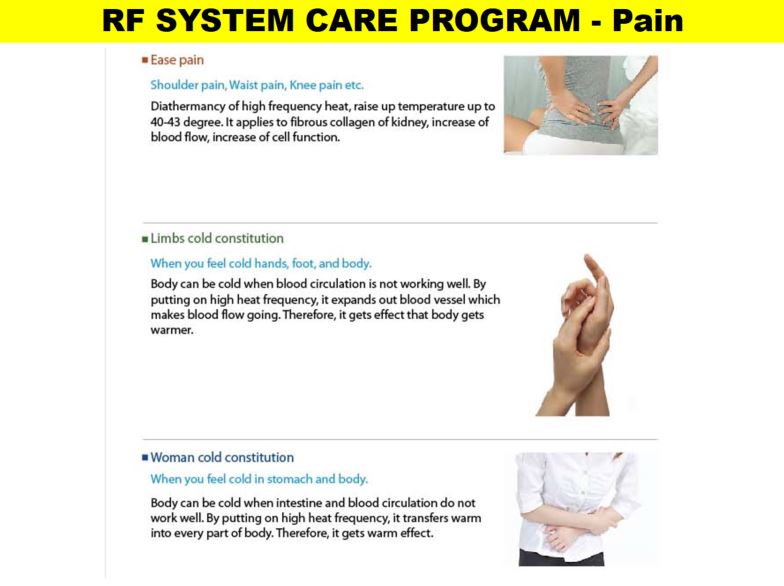 RF SYSTEM CARE PROGRAM - Pain
Ease pain
Shoulder pain, Waist pain, Knee pain etc.
Diathermancy of high frequency heat, raise up temperature up to
40-43 degree. It applies to fibrous collagen of kidney, increase of
blood flow, increase of cell function.
Limbs cold constitution
When you feel cold hands, foot, and body.
Body can be cold when blood circulation is not working well. By
putting on high heat frequency, it expands out blood vessel which
makes blood flow going. Therefore, it gets effect that body gets
warmer.
Woman cold constitution
When you feel cold in stomach and body.
Body can be cold when intestine and blood circulation do not
work well. By putting on high heat frequency, it transfers warm
into every part of body. Therefore, it gets warm effect.